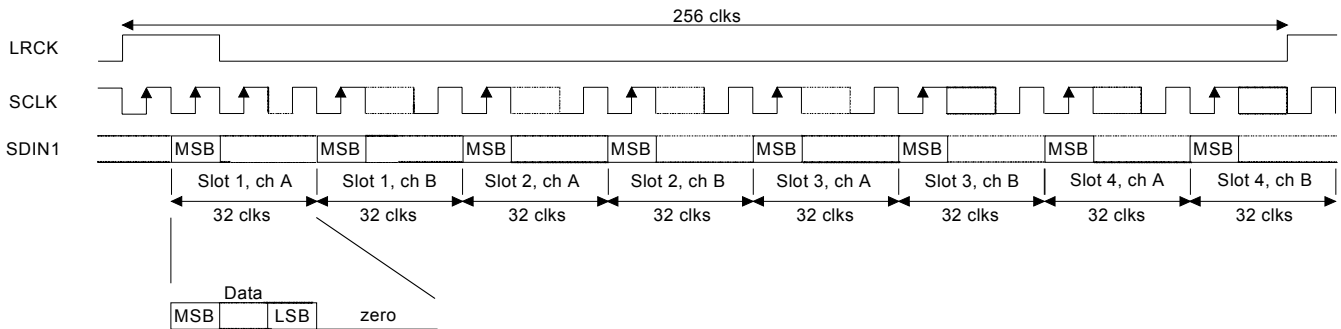 256 clks
LRCK
SCLK
SDIN1
MSB MSB MSB MSB MSB MSB MSB MSB
Slot 1, ch A Slot 1, ch B Slot 2, ch A Slot 2, ch B Slot 3, ch A Slot 3, ch B Slot 4, ch A Slot 4, ch B
32 clks 32 clks 32 clks 32 clks 32 clks 32 clks 32 clks 32 clks
Data
MSB LSB zero